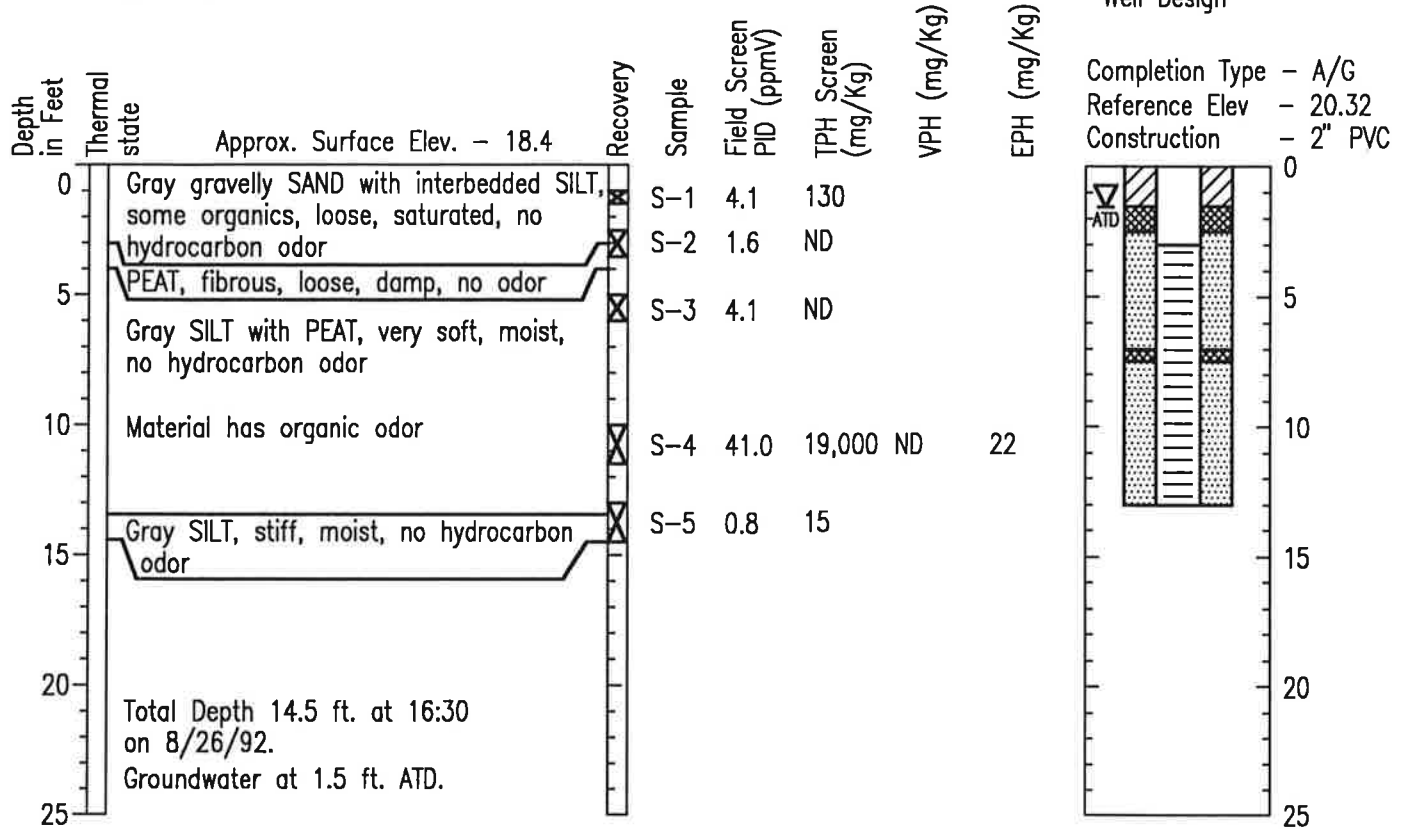 Well Design
Depth in Feet
Thermal state
Approx. Surface Elev. – 18.4
Recovery
Sample
Field Screen PID (ppmV)
TPH Screen (mg/Kg)
VPH (mg/Kg)
EPH (mg/Kg)
Completion Type – A/G
Reference Elev – 20.32
Construction – 2" PVC
0
5
10
15
20
25
Gray gravelly SAND with interbedded SILT,
some organics, loose, saturated, no
hydrocarbon odor
PEAT, fibrous, loose, damp, no odor
Gray SILT with PEAT, very soft, moist,
no hydrocarbon odor
Material has organic odor
Gray SILT, stiff, moist, no hydrocarbon
odor
Total Depth 14.5 ft. at 16:30
on 8/26/92.
Groundwater at 1.5 ft. ATD.
S–1 4.1 130
S–2 1.6 ND
S–3 4.1 ND
S–4 41.0 19,000 ND 22
S–5 0.8 15
ATD
0
5
10
15
20
25